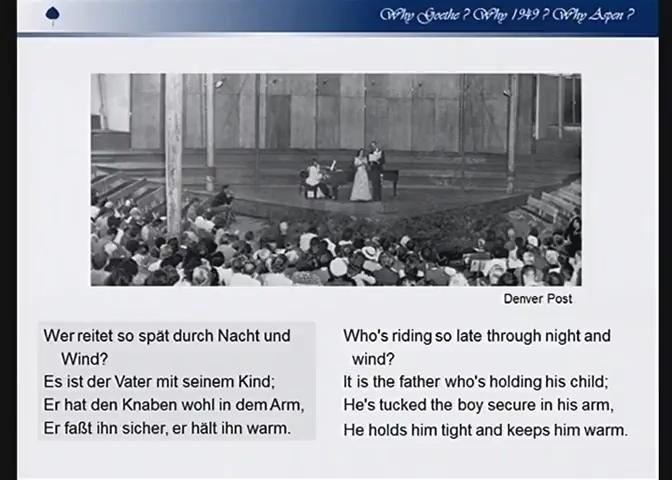 Why Goethe? Why 1949? Why Aspen?
Denver Post
Wer reitet so spät durch Nacht und
Wind?
Es ist der Vater mit seinem Kind;
Er hat den Knaben wohl in dem Arm,
Er faßt ihn sicher, er hält ihn warm.
Who's riding so late through night and
wind?
It is the father who's holding his child;
He's tucked the boy secure in his arm,
He holds him tight and keeps him warm.